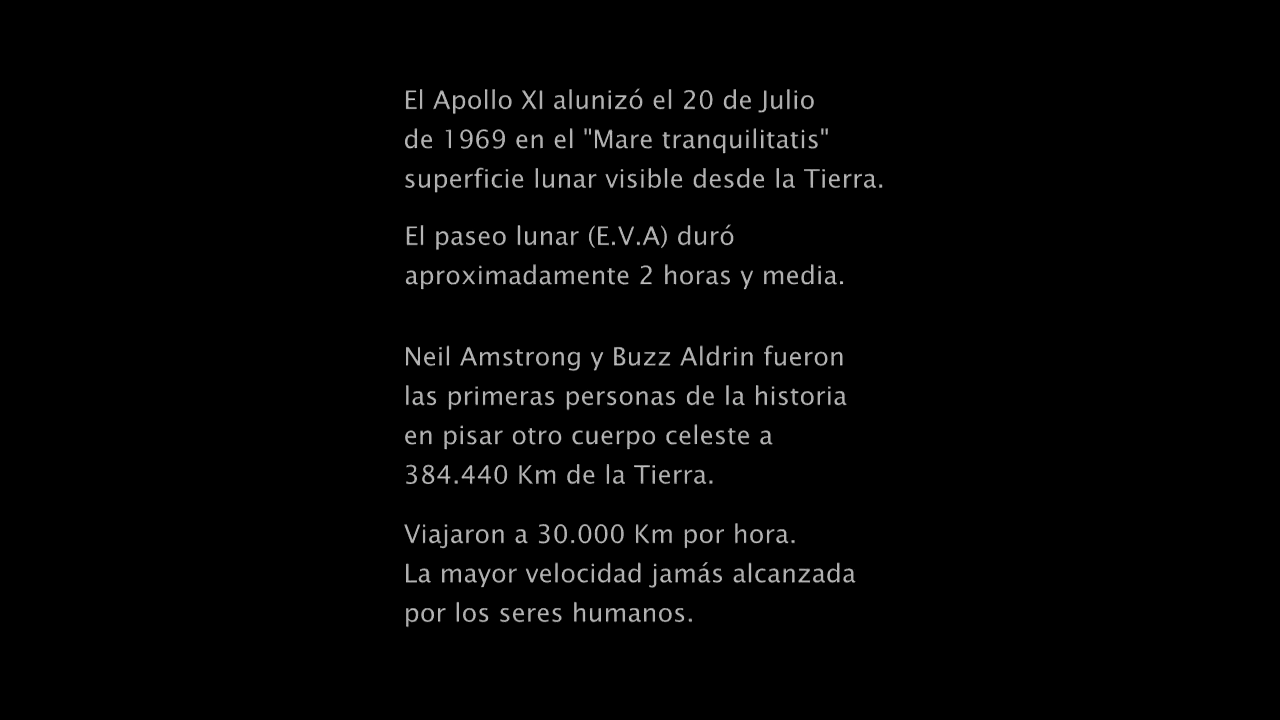 El Apollo XI alunizó el 20 de Julio
de 1969 en el "Mare tranquilitatis"
superficie lunar visible desde la Tierra.
El paseo lunar (E.V.A) duró
aproximadamente 2 horas y media.
Neil Amstrong y Buzz Aldrin fueron
las primeras personas de la historia
en pisar otro cuerpo celeste a
384.440 Km de la Tierra.
Viajaron a 30.000 Km por hora.
La mayor velocidad jamás alcanzada
por los seres humanos.